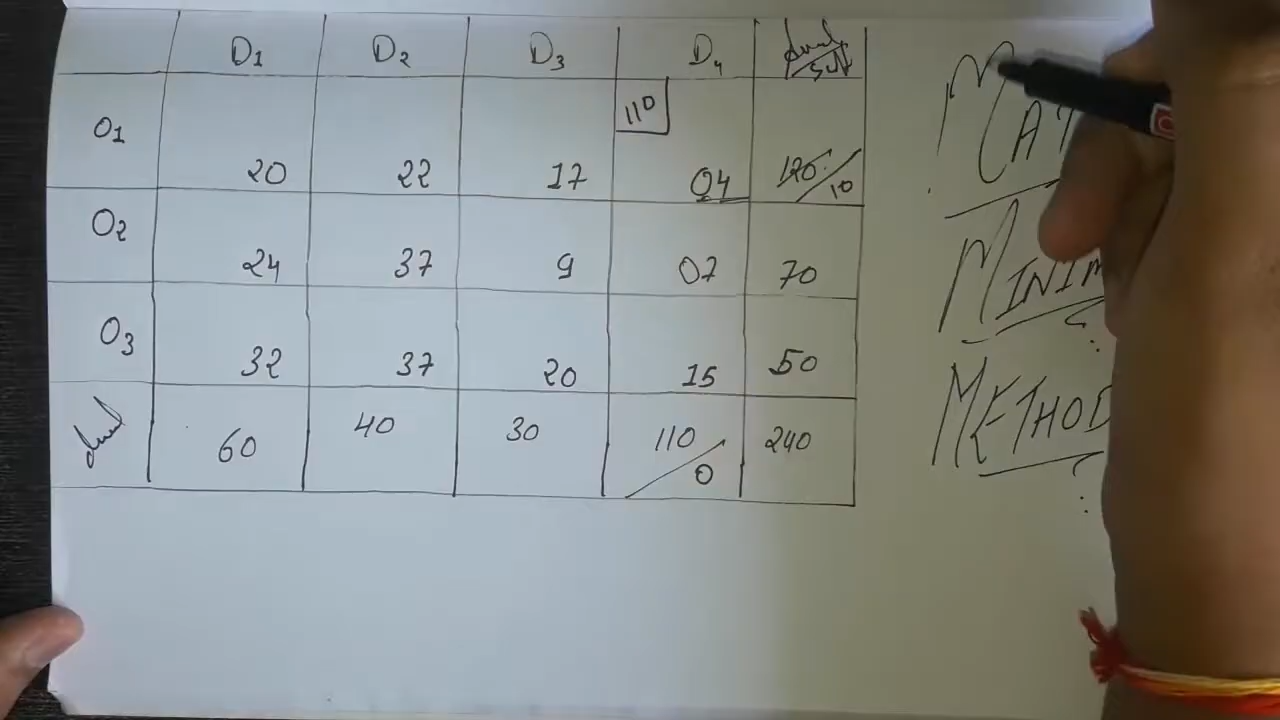 D1 D2 D3 D4
110
O1 20 22 17 04 120 10
O2 24 37 9 07 70
O3 32 37 20 15 50
60 40 30 110 0 240
METHOD